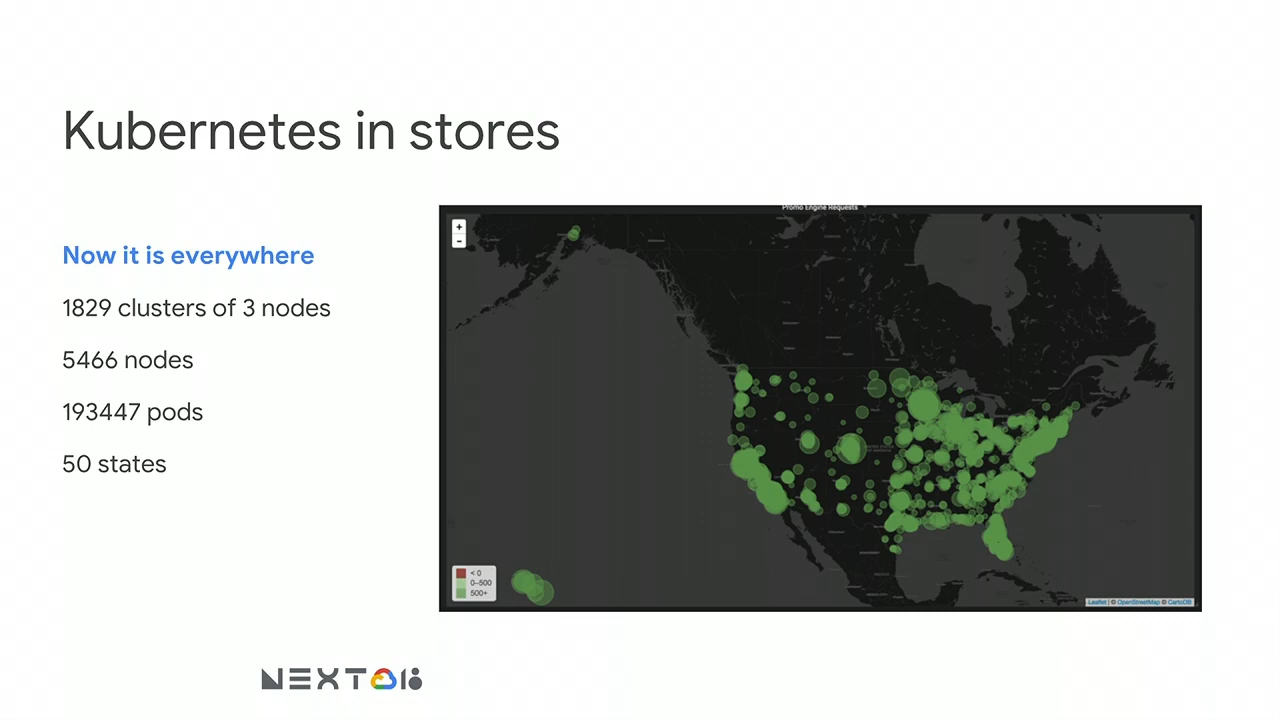 Kubernetes in stores
Promo Engine Requests
Now it is everywhere
1829 clusters of 3 nodes
5466 nodes
193447 pods
50 states
+
-
< 0
0–500
500+
Leaflet | © OpenStreetMap © CartoDB
NEXT 18